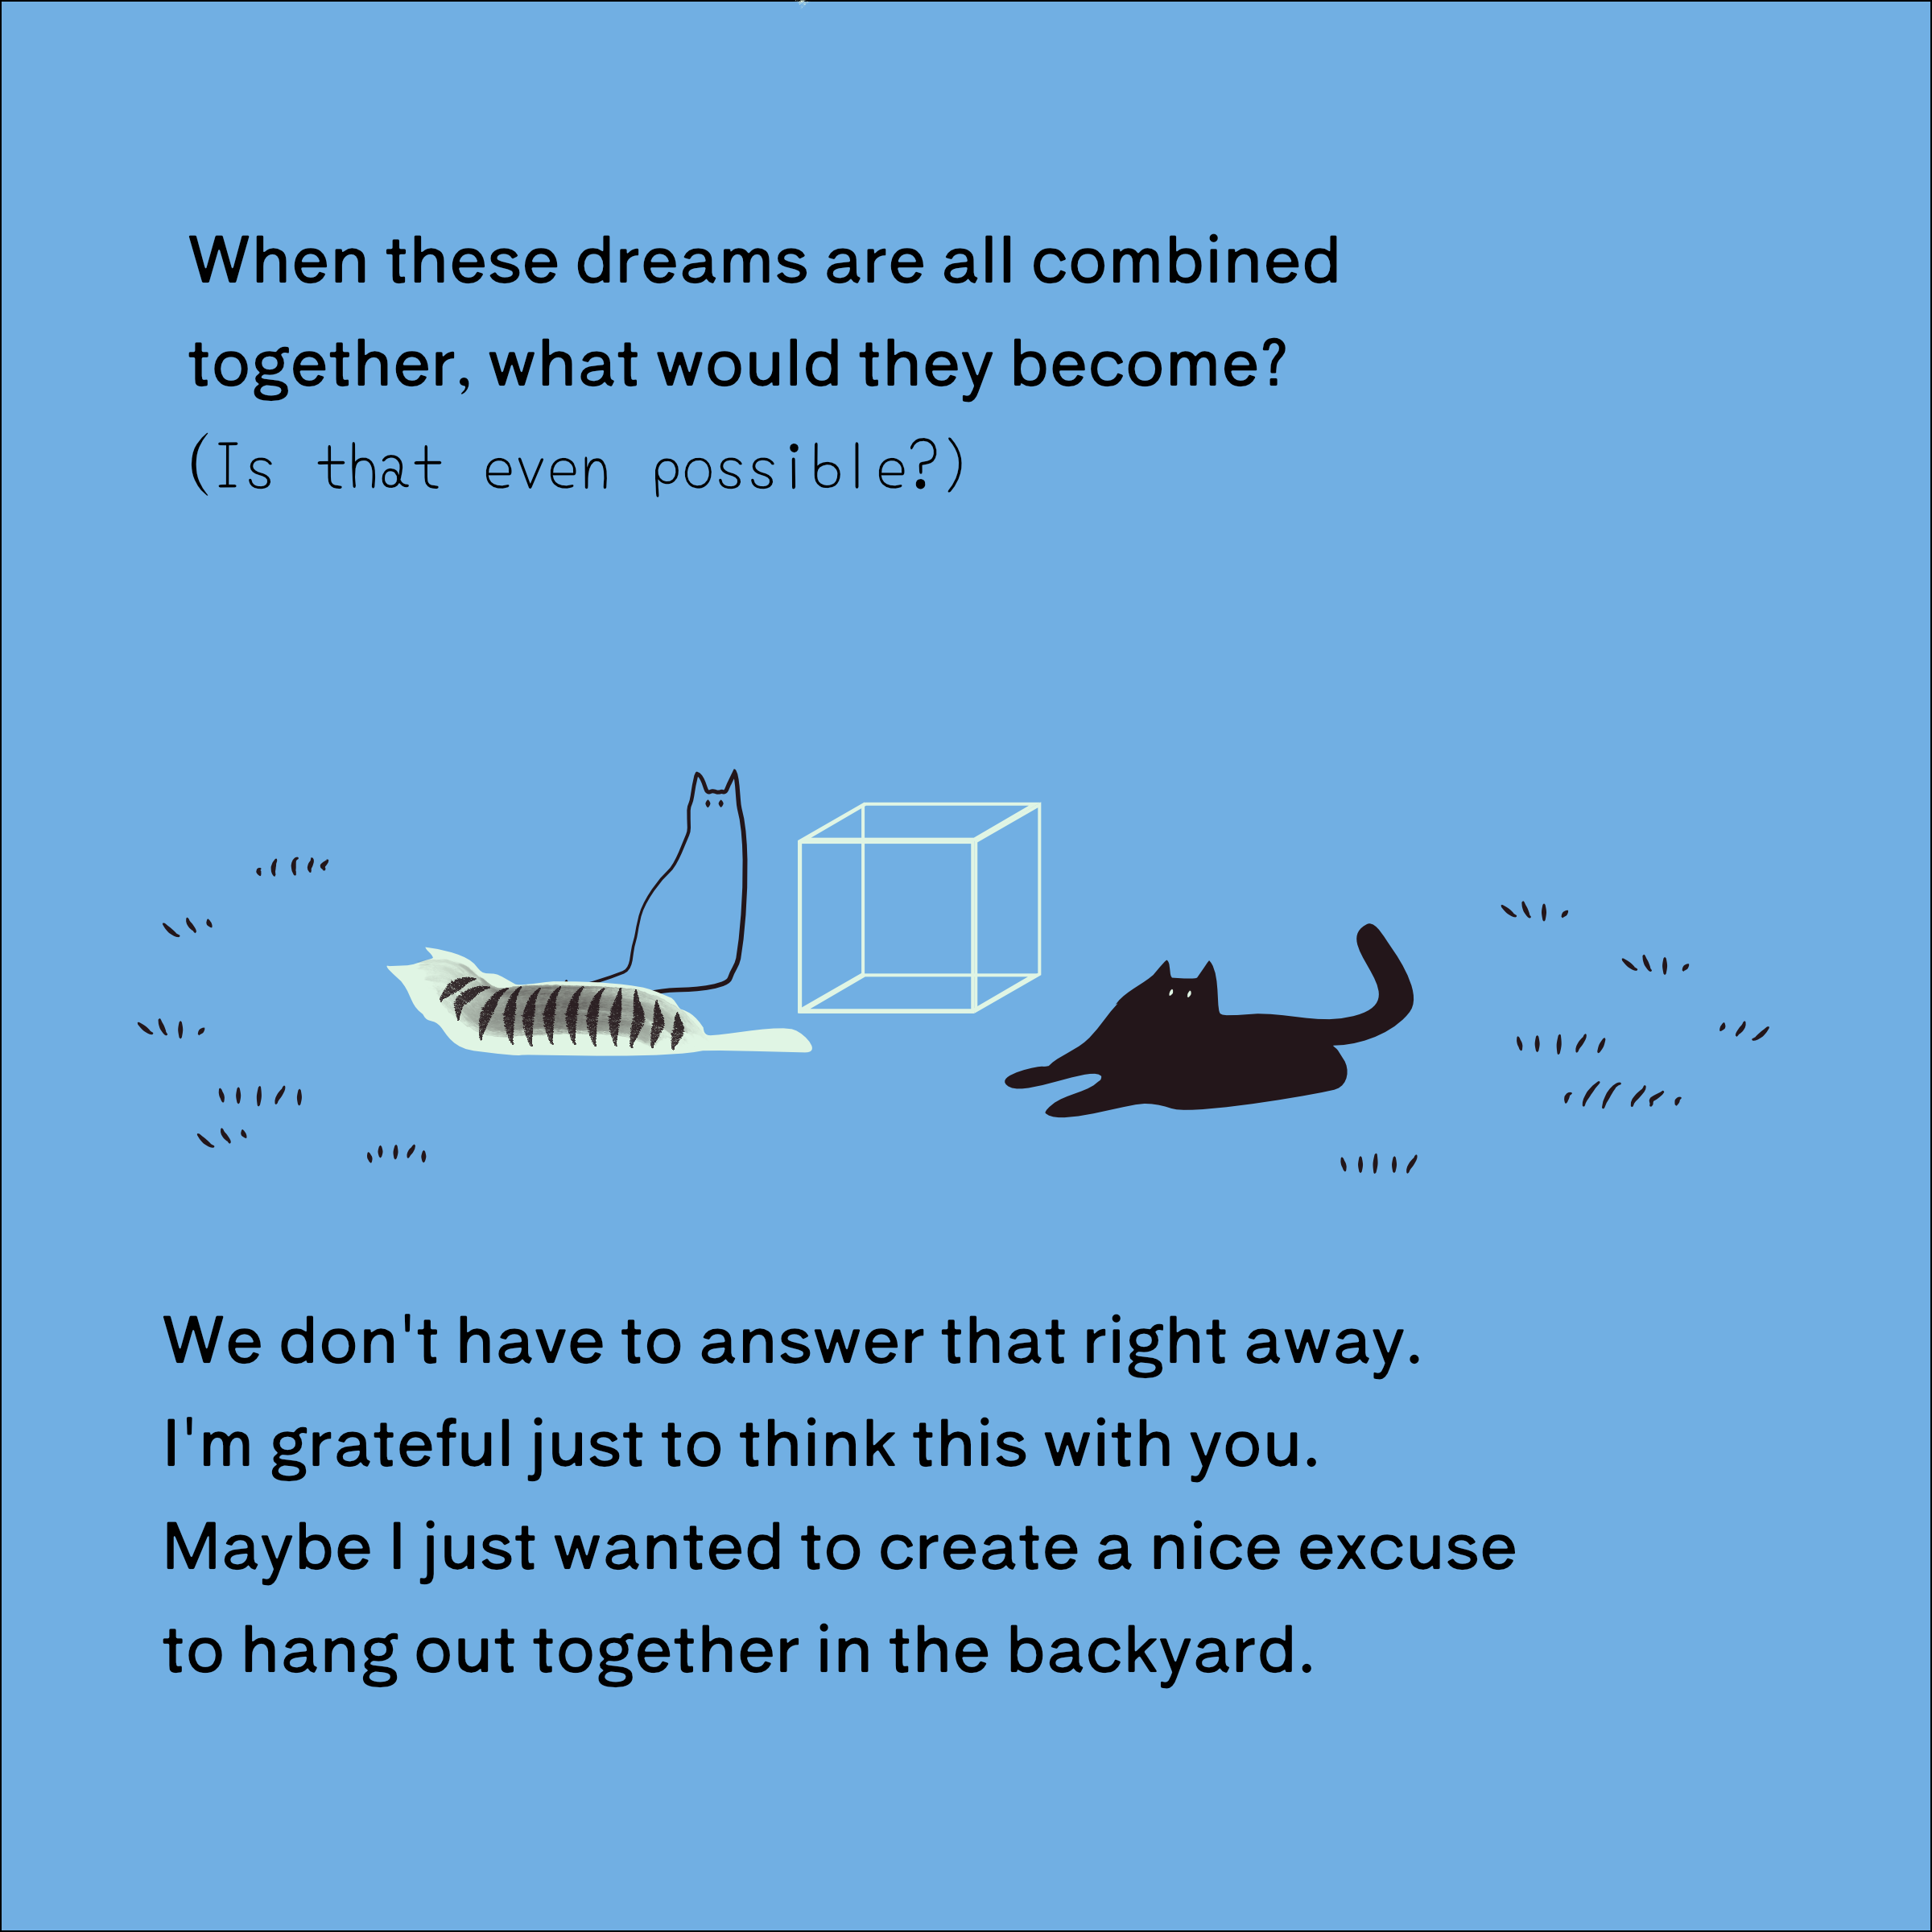 When these dreams are all combined
together, what would they become?
(Is that even possible?)
We don't have to answer that right away.
I'm grateful just to think this with you.
Maybe I just wanted to create a nice excuse
to hang out together in the backyard.